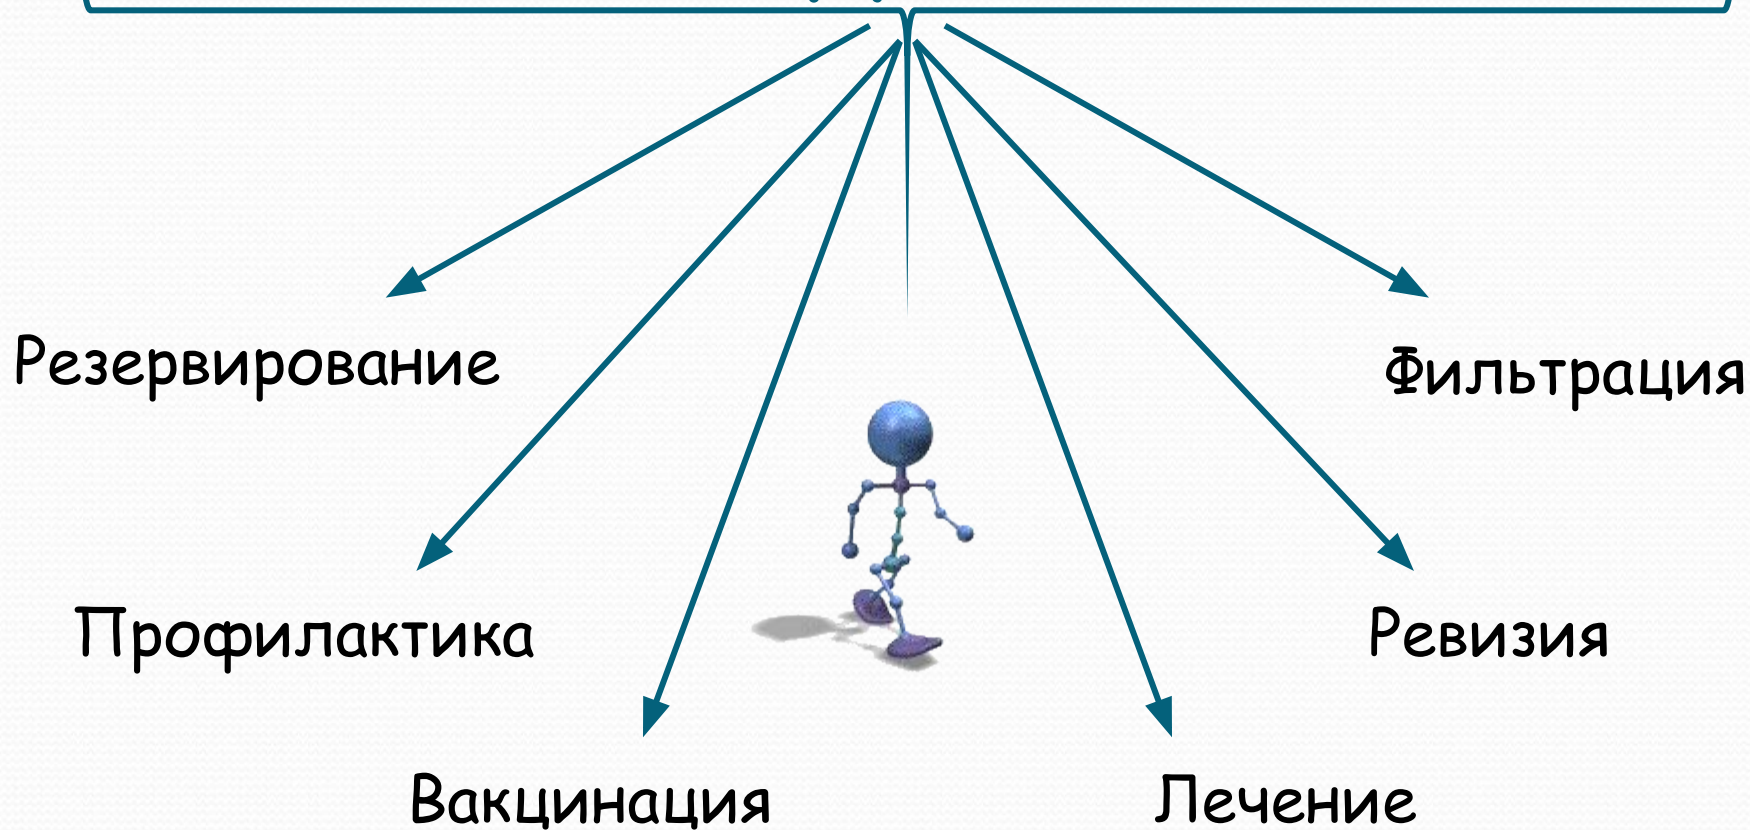 Резервирование
Фильтрация
Профилактика
Ревизия
Вакцинация
Лечение